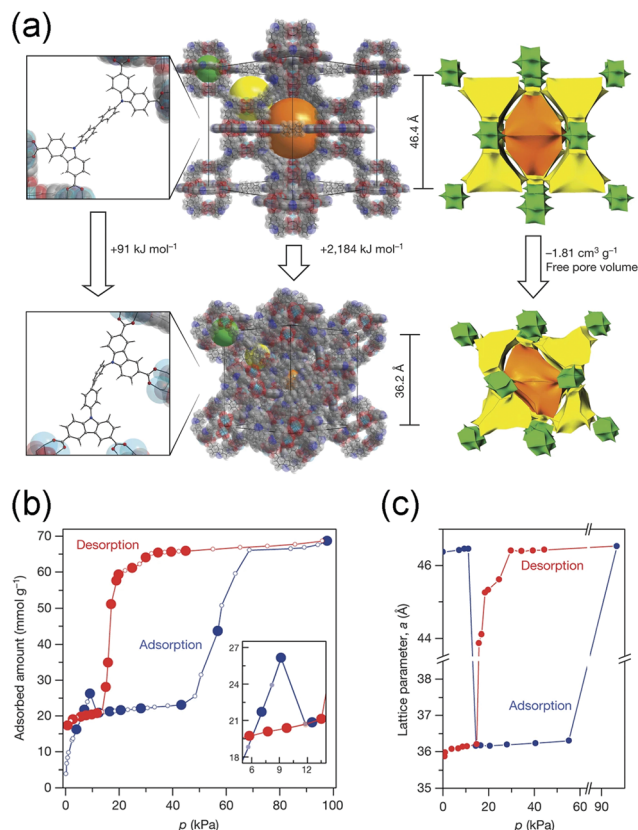 (a)
46.4 Å
+91 kJ mol⁻¹
+2,184 kJ mol⁻¹
–1.81 cm³ g⁻¹
Free pore volume
36.2 Å
(b)
70
60
50
40
30
20
10
0
0 20 40 60 80 100
Adsorbed amount (mmol g⁻¹)
p (kPa)
Desorption
Adsorption
27
24
21
18
6 9 12
(c)
46
44
37
36
35
0 20 40 60 90
Lattice parameter, a (Å)
p (kPa)
Desorption
Adsorption